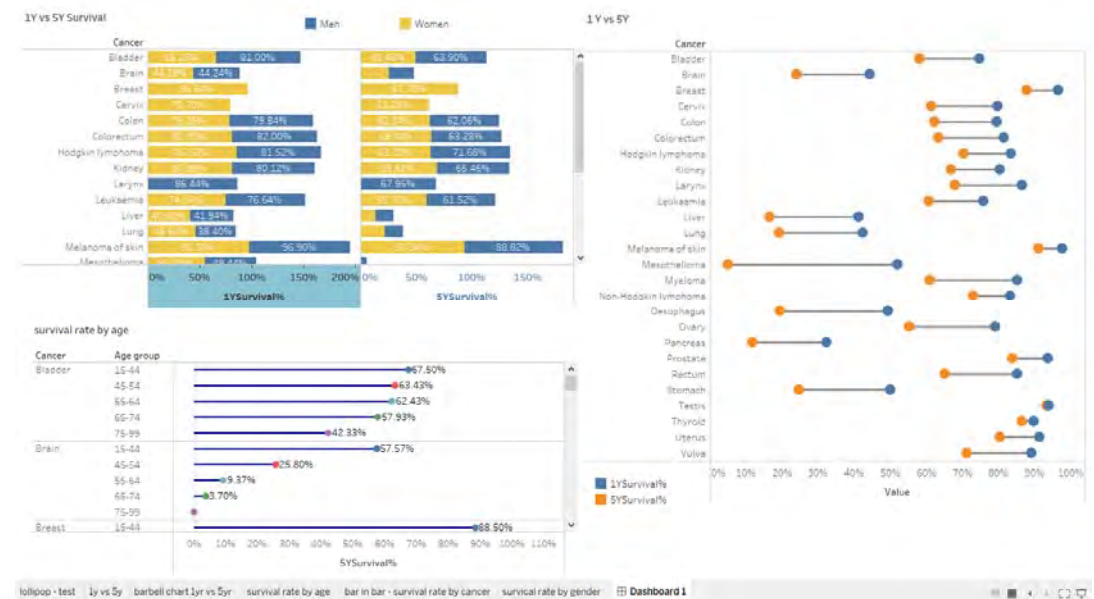 1Y vs 5Y Survival
Men
Women
Cancer
Bladder 81.00% 63.90%
Brain 44.24%
Breast
Cervix
Colon 79.84% 62.06%
Colorectum 82.00% 63.28%
Hodgkin lymphoma 81.52% 71.68%
Kidney 80.12% 65.46%
Larynx 86.44% 67.96%
Leukaemia 76.64% 61.52%
Liver 41.94%
Lung 38.40%
Melanoma of skin 96.90% 88.82%
Mesothelioma
0% 50% 100% 150% 200% 0% 50% 100% 150%
1YSurvival% 5YSurvival%
survival rate by age
Cancer Age group
Bladder 15-44 67.50%
45-54 63.43%
55-64 62.43%
65-74 57.93%
75-99 42.33%
Brain 15-44 57.57%
45-54 25.80%
55-64 9.37%
65-74 3.70%
75-99
Breast 15-44 88.50%
0% 10% 20% 30% 40% 50% 60% 70% 80% 90% 100% 110%
5YSurvival%
1 Y vs 5Y
Cancer
Bladder
Brain
Breast
Cervix
Colon
Colorectum
Hodgkin lymphoma
Kidney
Larynx
Leukaemia
Liver
Lung
Melanoma of skin
Mesothelioma
Myeloma
Non-Hodgkin lymphoma
Oesophagus
Ovary
Pancreas
Prostate
Rectum
Stomach
Testis
Thyroid
Uterus
Vulva
0% 10% 20% 30% 40% 50% 60% 70% 80% 90% 100%
Value
1YSurvival%
5YSurvival%
lollipop - test 1y vs 5y barbell chart 1yr vs 5yr survival rate by age bar in bar - survival rate by cancer survical rate by gender Dashboard 1